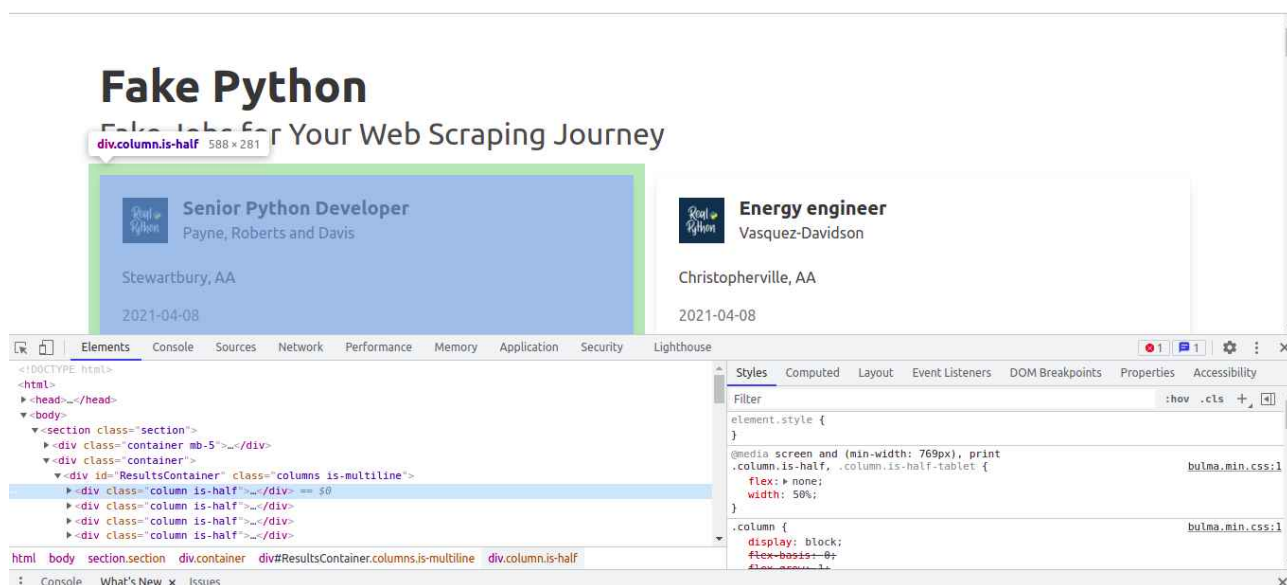 Fake Python
Fake Jobs for Your Web Scraping Journey
div.column.is-half 588 × 281
Real Python
Senior Python Developer
Payne, Roberts and Davis
Stewartbury, AA
2021-04-08
Real Python
Energy engineer
Vasquez-Davidson
Christopherville, AA
2021-04-08
Elements Console Sources Network Performance Memory Application Security Lighthouse 1 1
<!DOCTYPE html>
<html>
<head>…</head>
<body>
<section class="section">
<div class="container mb-5">…</div>
<div class="container">
<div id="ResultsContainer" class="columns is-multiline">
<div class="column is-half">…</div> == $0
<div class="column is-half">…</div>
<div class="column is-half">…</div>
<div class="column is-half">…</div>
html body section.section div.container div#ResultsContainer.columns.is-multiline div.column.is-half
Styles Computed Layout Event Listeners DOM Breakpoints Properties Accessibility
Filter :hov .cls +
element.style {
}
@media screen and (min-width: 769px), print
.column.is-half, .column.is-half-tablet { bulma.min.css:1
flex: none;
width: 50%;
}
.column { bulma.min.css:1
display: block;
flex-basis: 0;
flex-grow: 1;
Console What's New × Issues